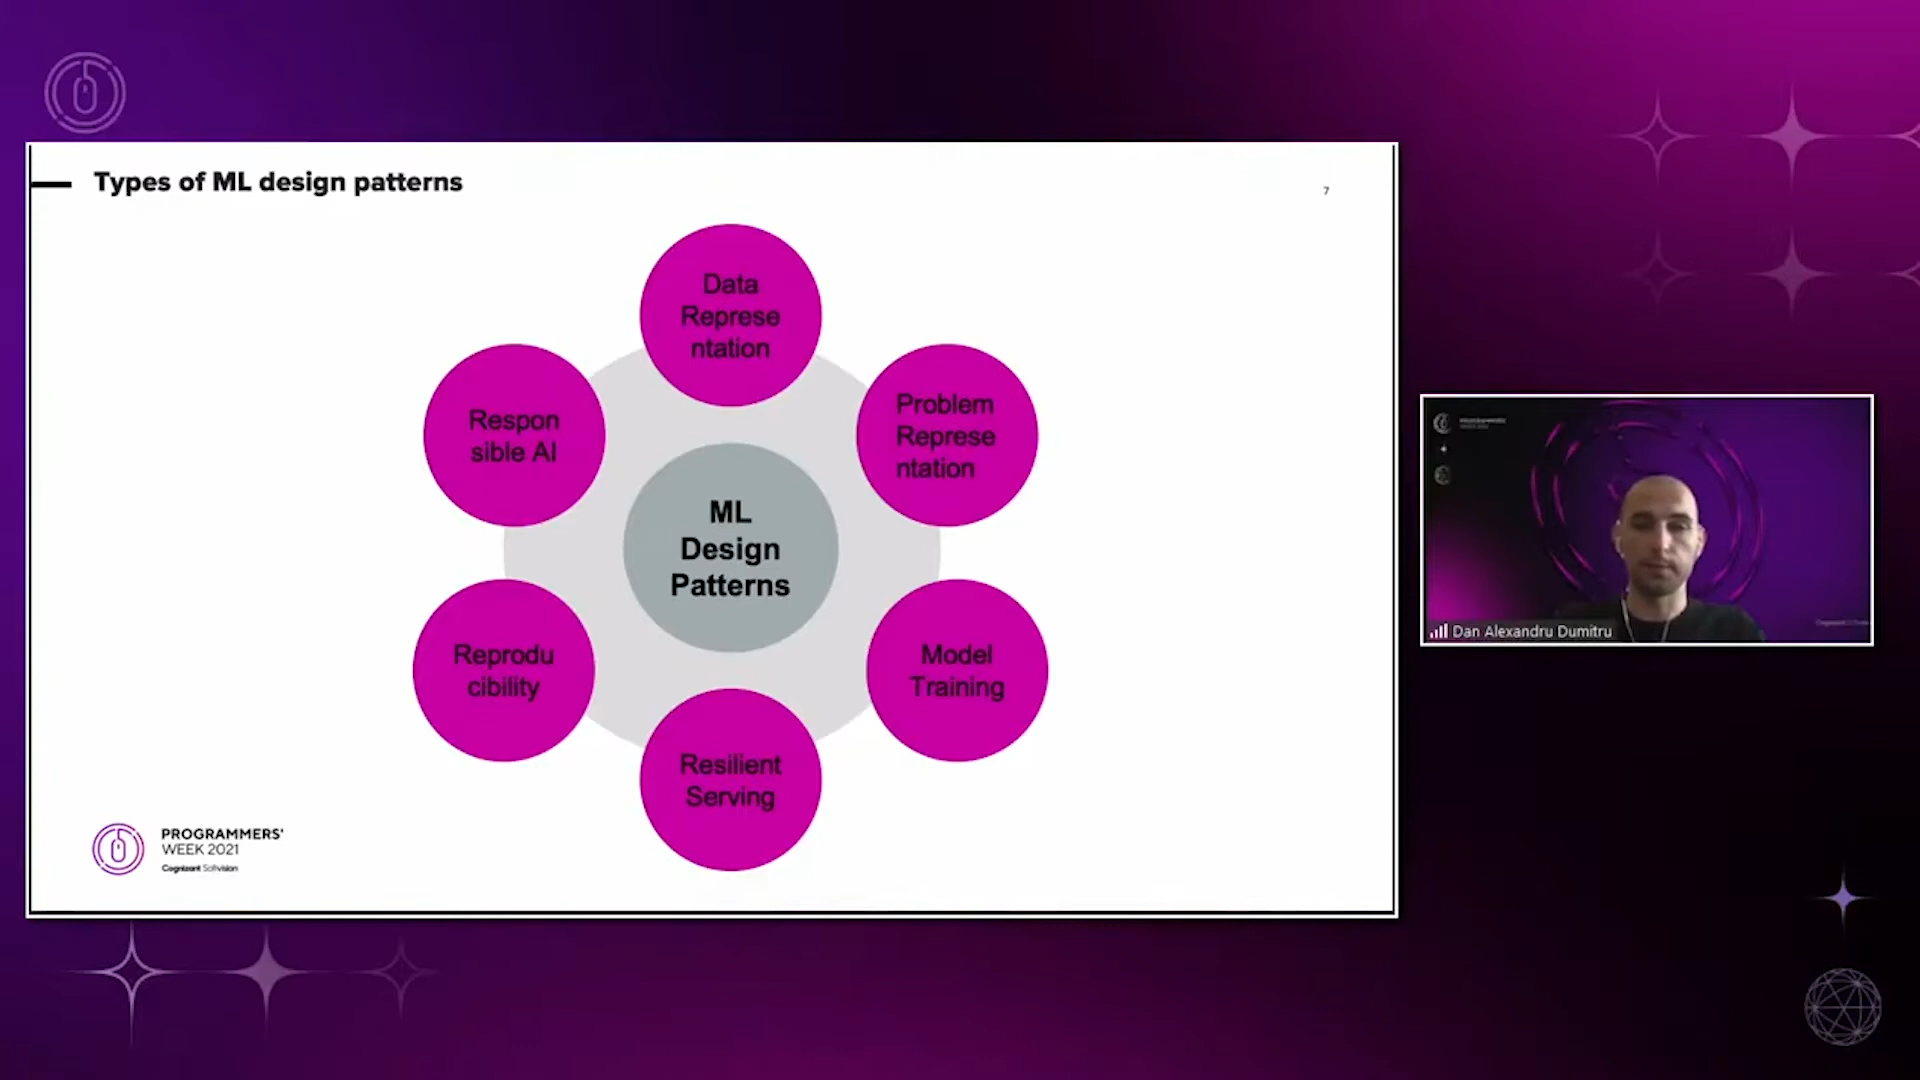 Types of ML design patterns
7
Data
Represe
ntation
Problem
Represe
ntation
Respon
sible AI
ML
Design
Patterns
Reprodu
cibility
Model
Training
Resilient
Serving
PROGRAMMERS'
WEEK 2021
Cognizant Softvision
Dan Alexandru Dumitru